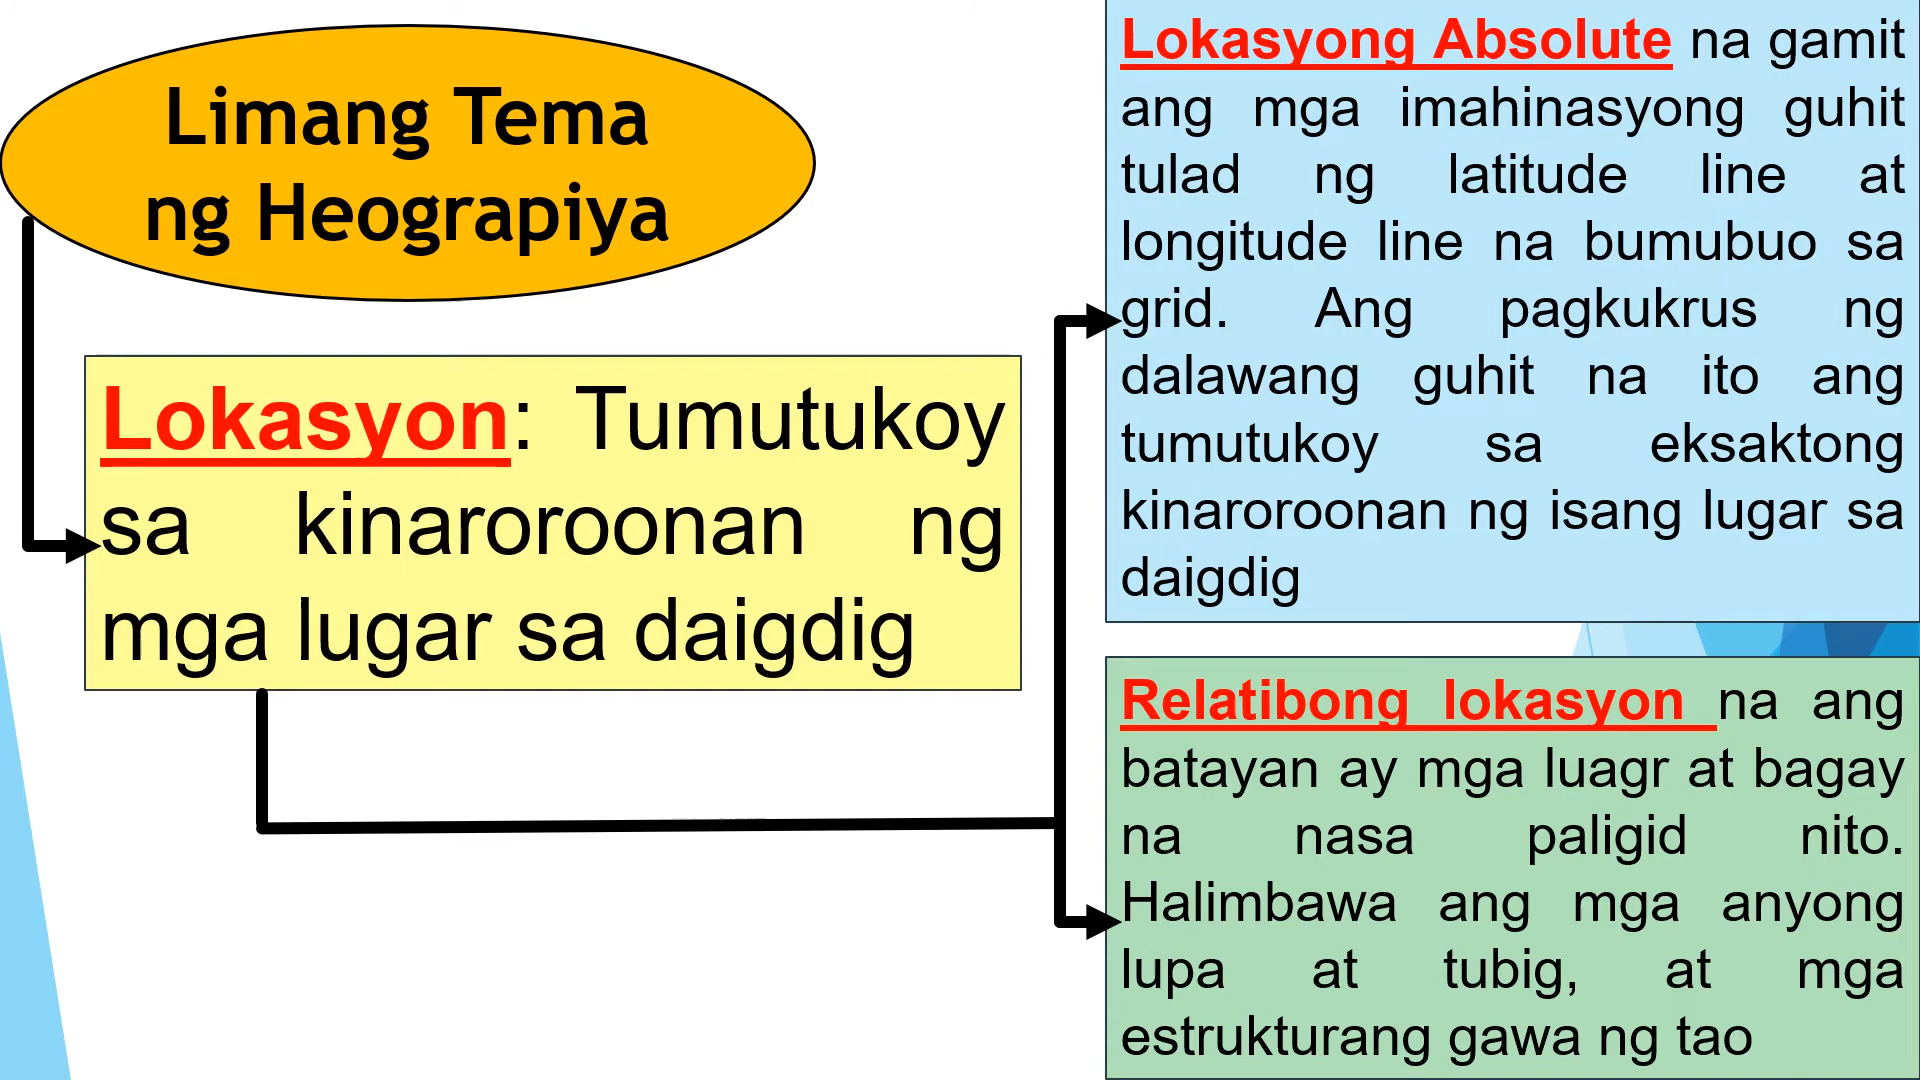 Limang Tema
ng Heograpiya
Lokasyon: Tumutukoy
sa kinaroroonan ng
mga lugar sa daigdig
Lokasyong Absolute na gamit
ang mga imahinasyong guhit
tulad ng latitude line at
longitude line na bumubuo sa
grid. Ang pagkukrus ng
dalawang guhit na ito ang
tumutukoy sa eksaktong
kinaroroonan ng isang lugar sa
daigdig
Relatibong lokasyon na ang
batayan ay mga luagr at bagay
na nasa paligid nito.
Halimbawa ang mga anyong
lupa at tubig, at mga
estrukturang gawa ng tao